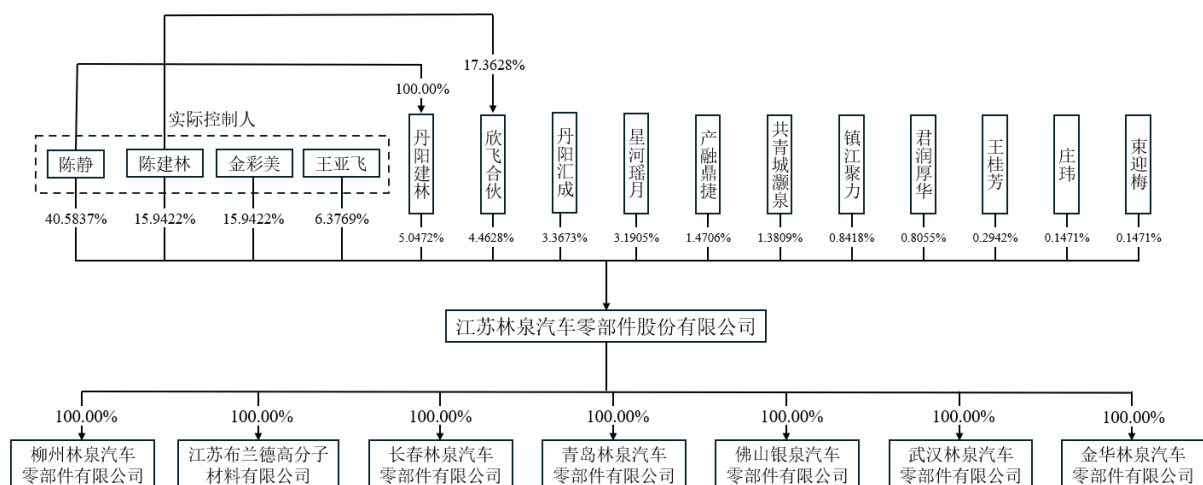 17.3628%
100.00%
实际控制人
陈静
陈建林
金彩美
王亚飞
丹阳建林
欣飞合伙
丹阳汇成
星河瑶月
产融鼎捷
共青城灏泉
镇江聚力
君润厚华
王桂芳
庄玮
束迎梅
40.5837%
15.9422%
15.9422%
6.3769%
5.0472%
4.4628%
3.3673%
3.1905%
1.4706%
1.3809%
0.8418%
0.8055%
0.2942%
0.1471%
0.1471%
江苏林泉汽车零部件股份有限公司
100.00%
100.00%
100.00%
100.00%
100.00%
100.00%
100.00%
柳州林泉汽车
零部件有限公司
江苏布兰德高分子
材料有限公司
长春林泉汽车
零部件有限公司
青岛林泉汽车
零部件有限公司
佛山银泉汽车
零部件有限公司
武汉林泉汽车
零部件有限公司
金华林泉汽车
零部件有限公司